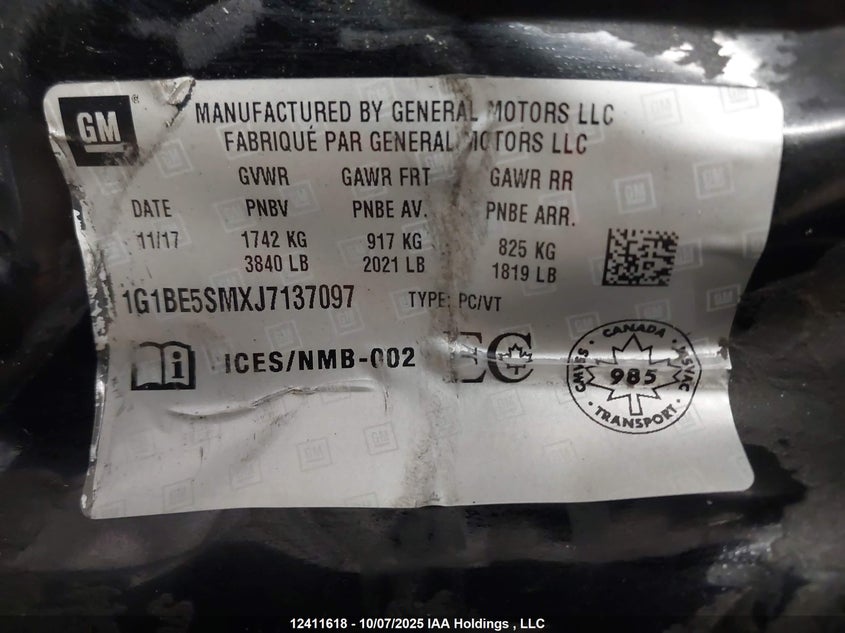 GM
MANUFACTURED BY GENERAL MOTORS LLC
FABRIQUÉ PAR GENERAL MOTORS LLC
GVWR GAWR FRT GAWR RR
DATE PNBV PNBE AV. PNBE ARR.
11/17 1742 KG 917 KG 825 KG
3840 LB 2021 LB 1819 LB
1G1BE5SMXJ7137097 TYPE: PC/VT
i ICES/NMB-002 EC
CANADA
CMVSS 985 NSVAC
TRANSPORT
12411618 - 10/07/2025 IAA Holdings , LLC